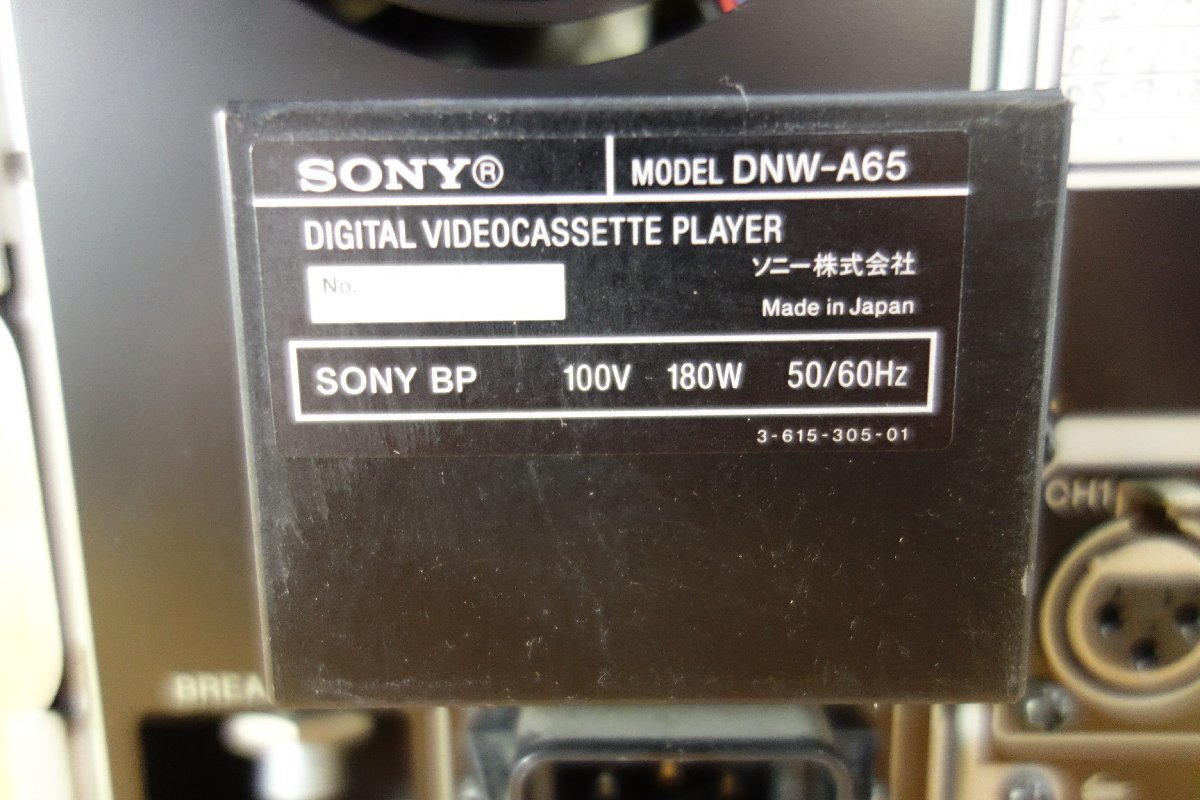 SONY® MODEL DNW-A65
DIGITAL VIDEOCASSETTE PLAYER
ソニー株式会社
No.
Made in Japan
SONY BP 100V 180W 50/60Hz
3-615-305-01
CH1
BREA